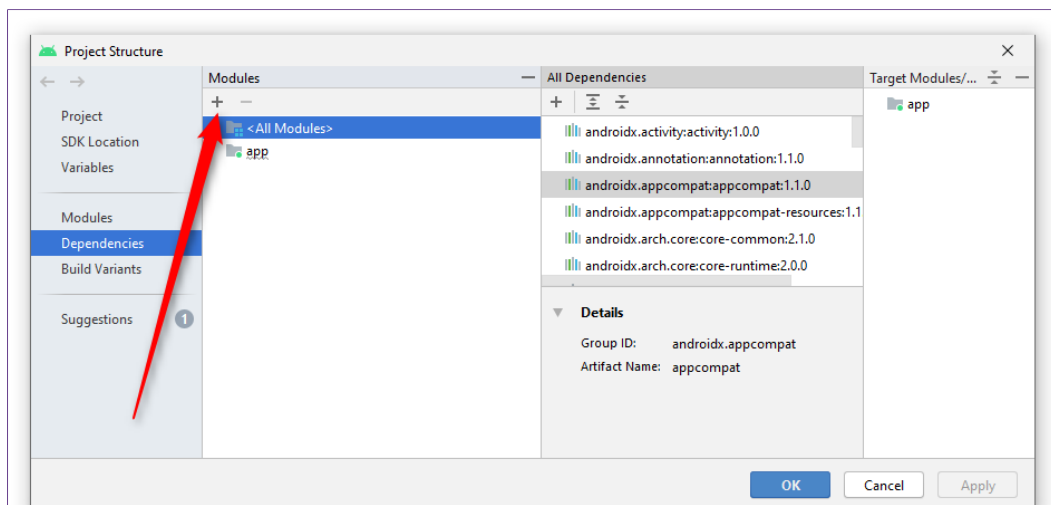 Project Structure
Project
SDK Location
Variables
Modules
Dependencies
Build Variants
Suggestions
1
Modules
<All Modules>
app
All Dependencies
androidx.activity:activity:1.0.0
androidx.annotation:annotation:1.1.0
androidx.appcompat:appcompat:1.1.0
androidx.appcompat:appcompat-resources:1.1
androidx.arch.core:core-common:2.1.0
androidx.arch.core:core-runtime:2.0.0
Details
Group ID: androidx.appcompat
Artifact Name: appcompat
Target Modules/...
app
OK
Cancel
Apply